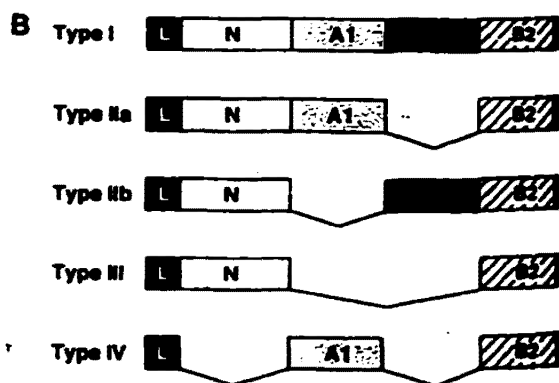 B
Type I L N A1 B2
Type IIa L N A1 B2
Type IIb L N B2
Type III L N B2
Type IV L A1 B2